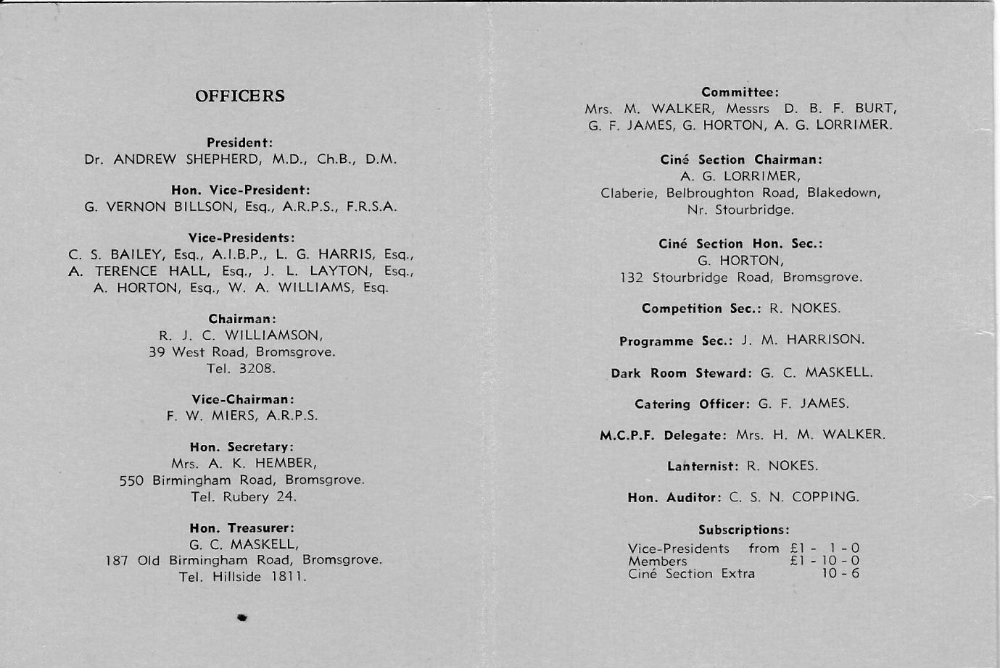 OFFICERS
President:
Dr. ANDREW SHEPHERD, M.D., Ch.B., D.M.
Hon. Vice-President:
G. VERNON BILLSON, Esq., A.R.P.S., F.R.S.A.
Vice-Presidents:
C. S. BAILEY, Esq., A.I.B.P., L. G. HARRIS, Esq.,
A. TERENCE HALL, Esq., J. L. LAYTON, Esq.,
A. HORTON, Esq., W. A. WILLIAMS, Esq.
Chairman:
R. J. C. WILLIAMSON,
39 West Road, Bromsgrove.
Tel. 3208.
Vice-Chairman:
F. W. MIERS, A.R.P.S.
Hon. Secretary:
Mrs. A. K. HEMBER,
550 Birmingham Road, Bromsgrove.
Tel. Rubery 24.
Hon. Treasurer:
G. C. MASKELL,
187 Old Birmingham Road, Bromsgrove.
Tel. Hillside 1811.
Committee:
Mrs. M. WALKER, Messrs D. B. F. BURT,
G. F. JAMES, G. HORTON, A. G. LORRIMER.
Ciné Section Chairman:
A. G. LORRIMER,
Claberie, Belbroughton Road, Blakedown,
Nr. Stourbridge.
Ciné Section Hon. Sec.:
G. HORTON,
132 Stourbridge Road, Bromsgrove.
Competition Sec.: R. NOKES.
Programme Sec.: J. M. HARRISON.
Dark Room Steward: G. C. MASKELL.
Catering Officer: G. F. JAMES.
M.C.P.F. Delegate: Mrs. H. M. WALKER.
Lanternist: R. NOKES.
Hon. Auditor: C. S. N. COPPING.
Subscriptions:
Vice-Presidents from £1 - 1 - 0
Members £1 - 10 - 0
Ciné Section Extra 10 - 6